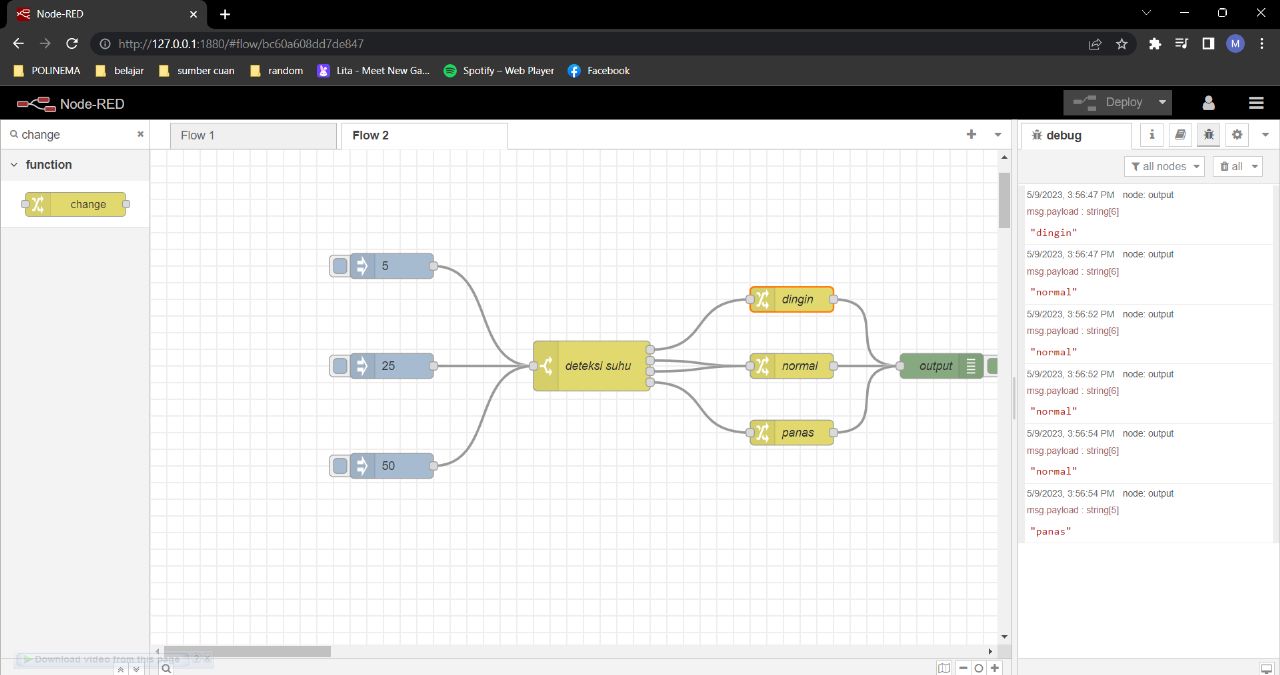 Node-RED
http://127.0.0.1:1880/#flow/bc60a608dd7de847
M
POLINEMA
belajar
sumber cuan
random
Lita - Meet New Ga...
Spotify – Web Player
Facebook
Node-RED
Deploy
change
Flow 1
Flow 2
debug
function
all nodes
all
change
5
25
50
deteksi suhu
dingin
normal
panas
output
5/9/2023, 3:56:47 PM node: output
msg.payload : string[6]
"dingin"
5/9/2023, 3:56:47 PM node: output
msg.payload : string[6]
"normal"
5/9/2023, 3:56:52 PM node: output
msg.payload : string[6]
"normal"
5/9/2023, 3:56:52 PM node: output
msg.payload : string[6]
"normal"
5/9/2023, 3:56:54 PM node: output
msg.payload : string[6]
"normal"
5/9/2023, 3:56:54 PM node: output
msg.payload : string[5]
"panas"
Download video from this page ? X